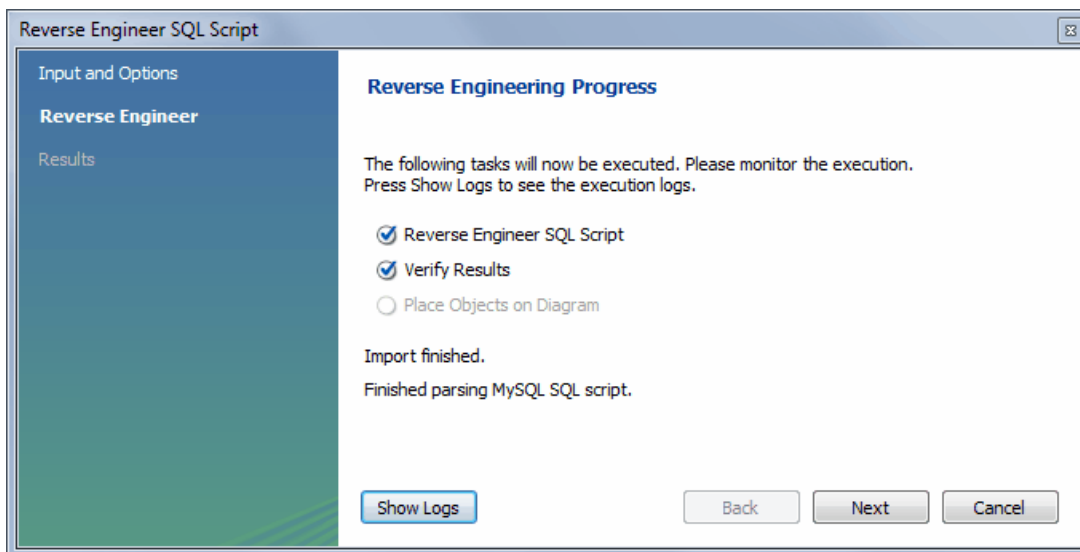 Reverse Engineer SQL Script
Input and Options
Reverse Engineer
Results
Reverse Engineering Progress
The following tasks will now be executed. Please monitor the execution.
Press Show Logs to see the execution logs.
Reverse Engineer SQL Script
Verify Results
Place Objects on Diagram
Import finished.
Finished parsing MySQL SQL script.
Show Logs
Back
Next
Cancel